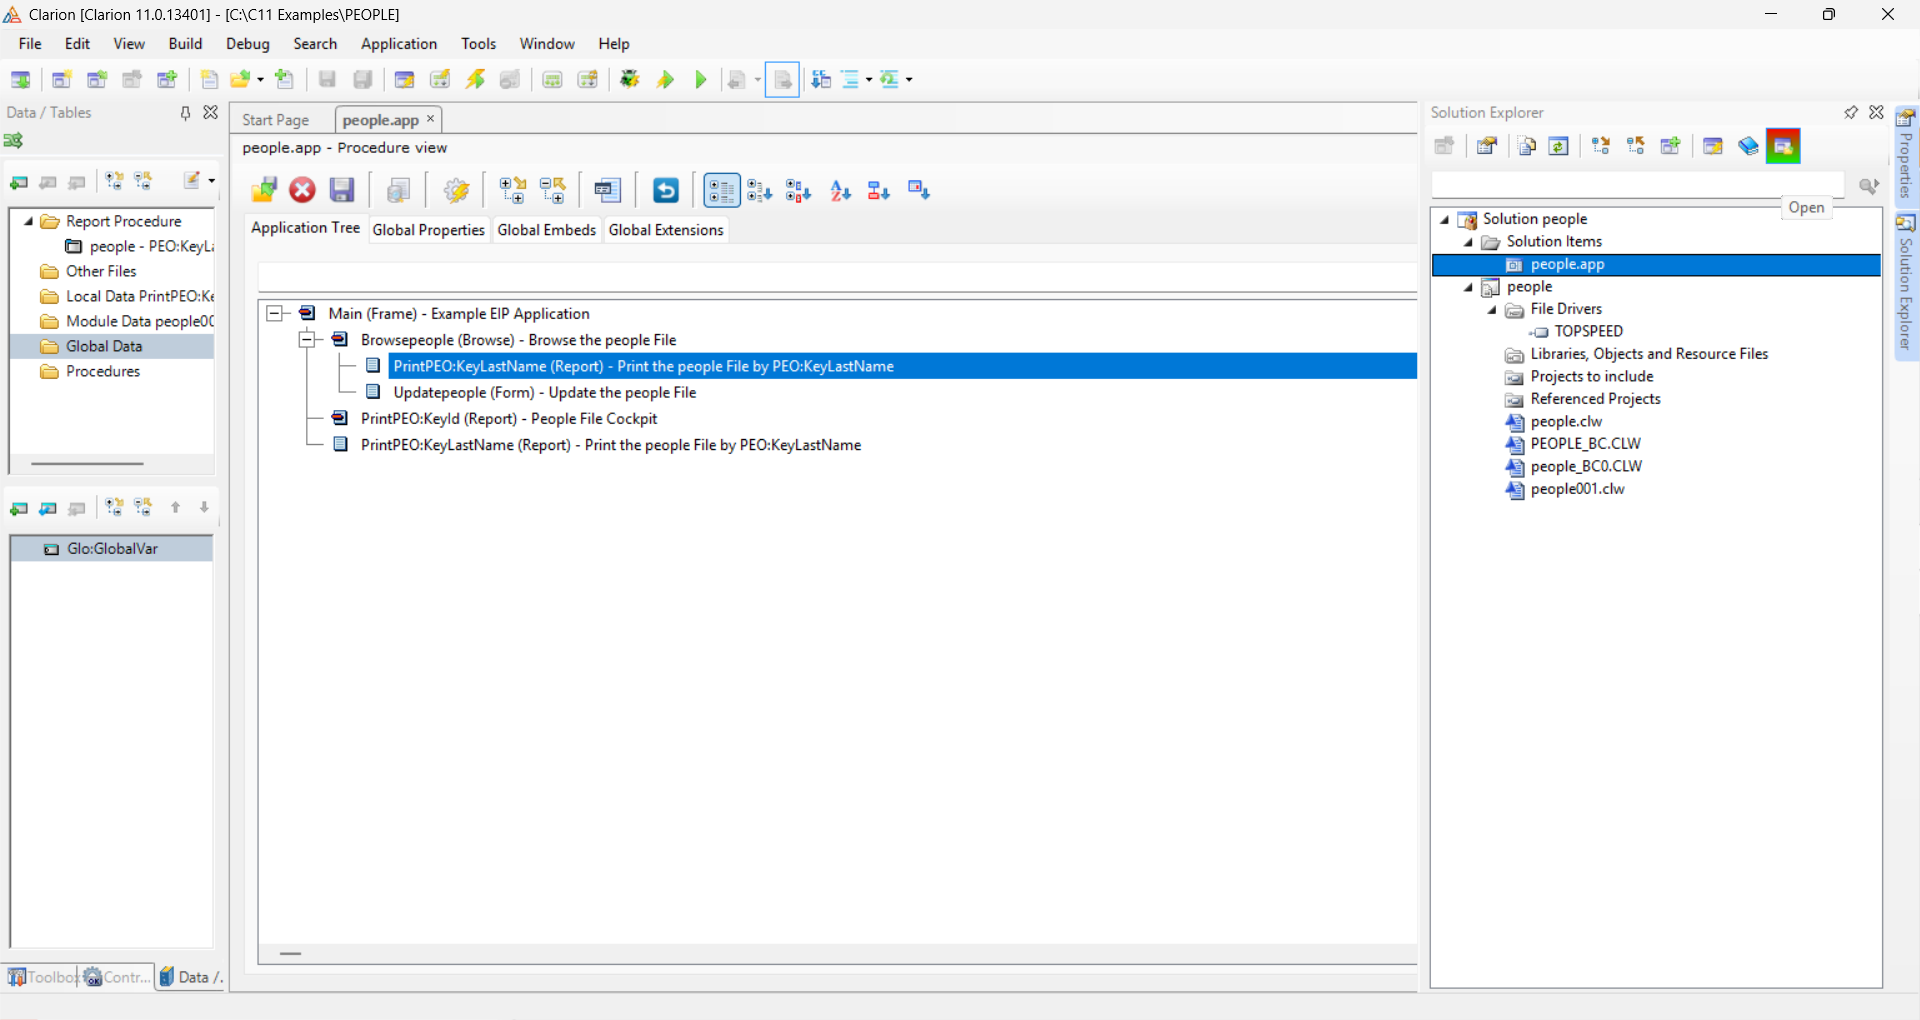 Clarion [Clarion 11.0.13401] - [C:\C11 Examples\PEOPLE]
File Edit View Build Debug Search Application Tools Window Help
Data / Tables
Report Procedure
people - PEO:KeyL
Other Files
Local Data PrintPEO:Ke
Module Data people00
Global Data
Procedures
Glo:GlobalVar
Toolbox Contr... Data /.
Start Page people.app
people.app - Procedure view
Application Tree Global Properties Global Embeds Global Extensions
Main (Frame) - Example EIP Application
Browsepeople (Browse) - Browse the people File
PrintPEO:KeyLastName (Report) - Print the people File by PEO:KeyLastName
Updatepeople (Form) - Update the people File
PrintPEO:KeyId (Report) - People File Cockpit
PrintPEO:KeyLastName (Report) - Print the people File by PEO:KeyLastName
Solution Explorer
Open
Solution people
Solution Items
people.app
people
File Drivers
TOPSPEED
Libraries, Objects and Resource Files
Projects to include
Referenced Projects
people.clw
PEOPLE_BC.CLW
people_BC0.CLW
people001.clw
Properties
Solution Explorer